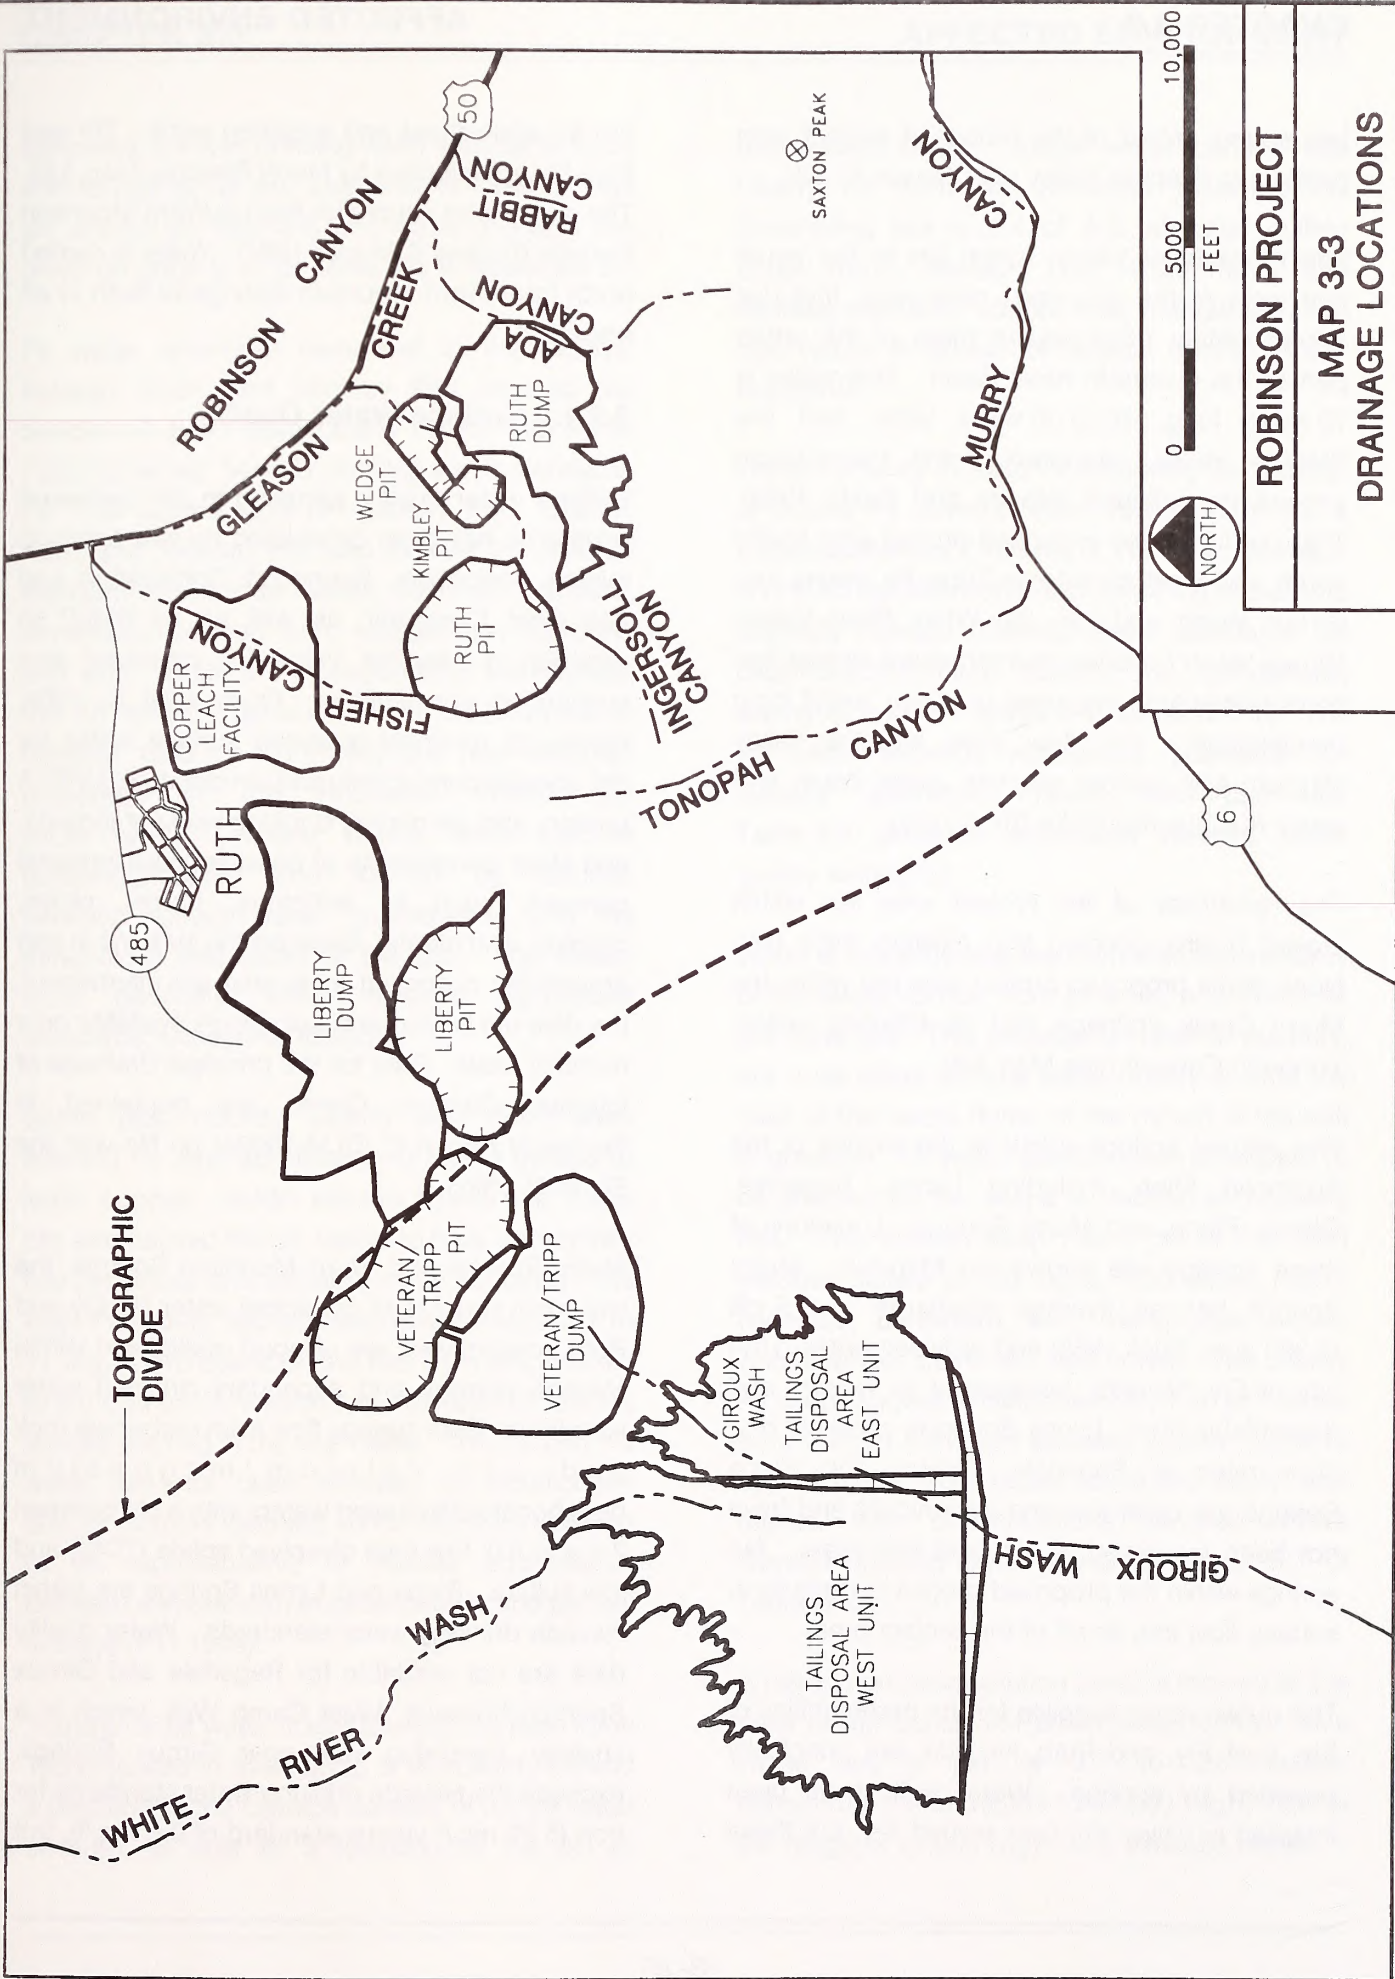 TOPOGRAPHIC
DIVIDE
WHITE RIVER WASH
485
RUTH
COPPER
LEACH
FACILITY
FISHER CANYON
GLEASON CREEK
ROBINSON CANYON
50
RABBIT
CANYON
ADA
CANYON
WEDGE
PIT
KIMBLEY
PIT
RUTH
DUMP
RUTH
PIT
INGERSOLL
CANYON
LIBERTY
DUMP
LIBERTY
PIT
VETERAN/
TRIPP
PIT
VETERAN/TRIPP
DUMP
TONOPAH CANYON
SAXTON PEAK
MURRY CANYON
GIROUX
WASH
TAILINGS
DISPOSAL
AREA
EAST UNIT
TAILINGS
DISPOSAL AREA
WEST UNIT
GIROUX WASH
6
NORTH
0 5000 10,000
FEET
ROBINSON PROJECT
MAP 3-3
DRAINAGE LOCATIONS